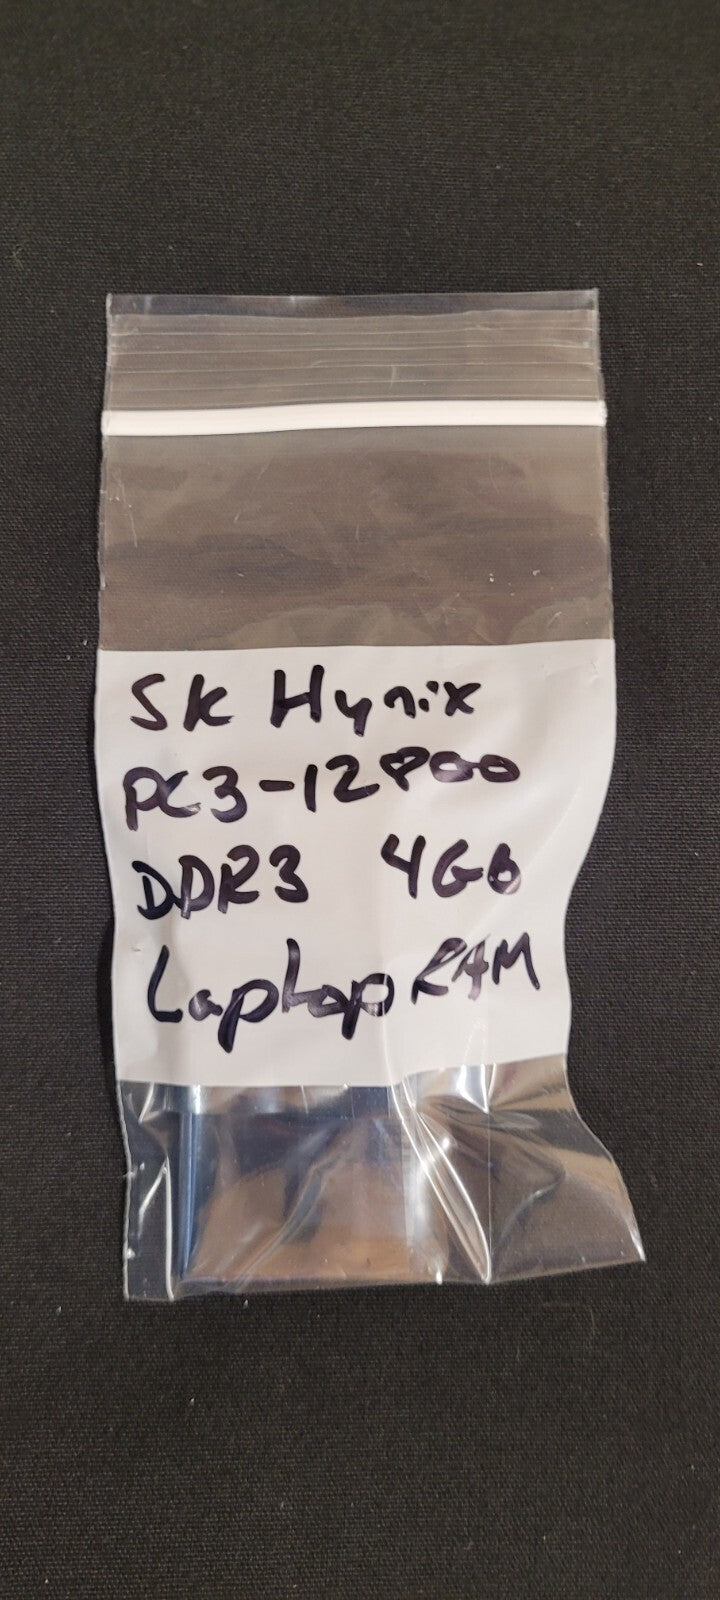 SK Hynix
PC3-12800
DDR3 4GB
Laptop RAM